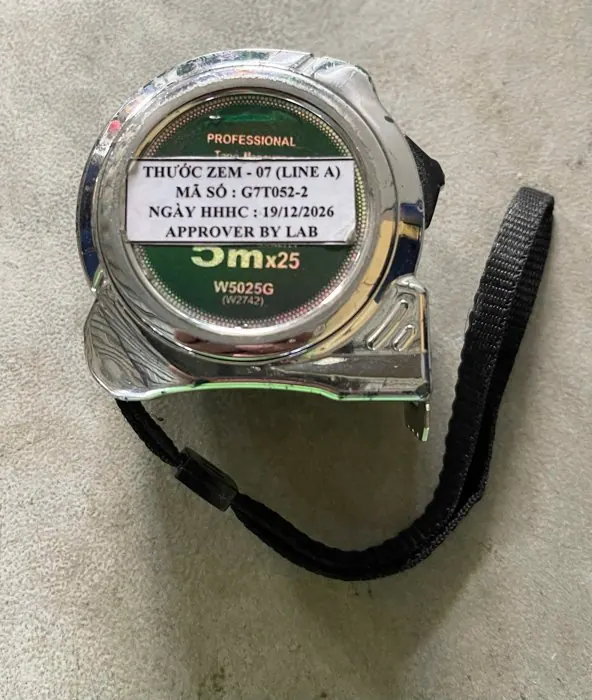 PROFESSIONAL
THƯỚC ZEM - 07 (LINE A)
MÃ SỐ : G7T052-2
NGÀY HHHC : 19/12/2026
APPROVER BY LAB
5mx25
W5025G
(W2742)